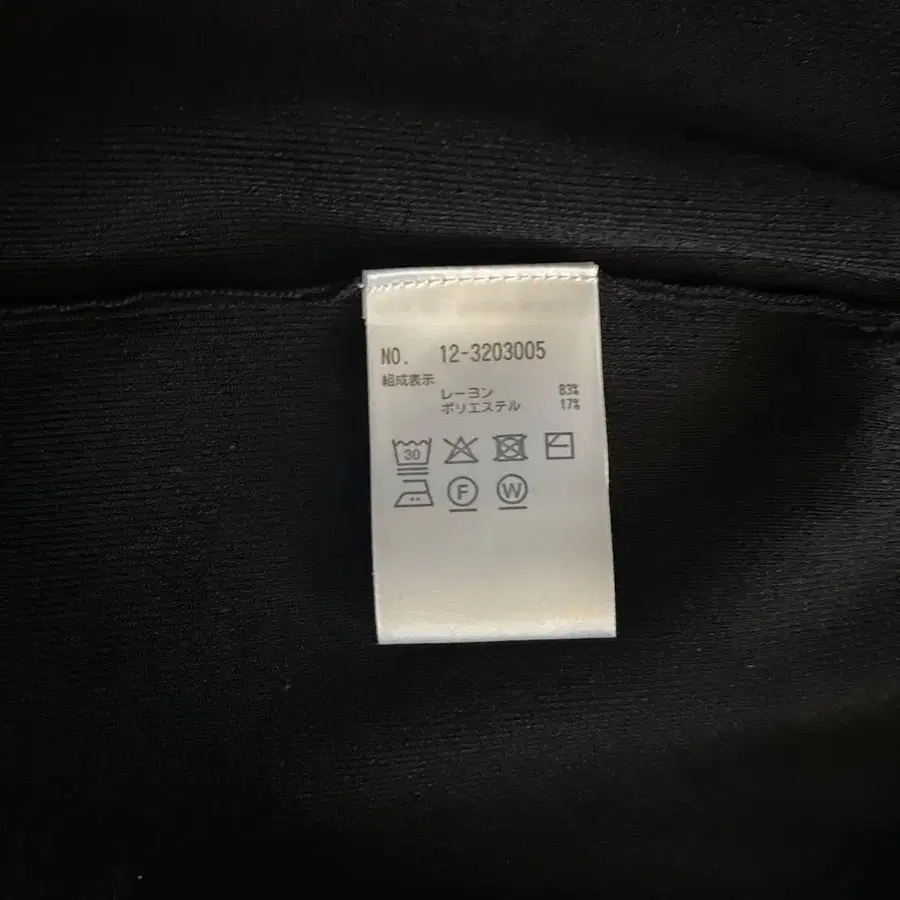 NO. 12-3203005
組成表示
レーヨン 83%
ポリエステル 17%
30
F W